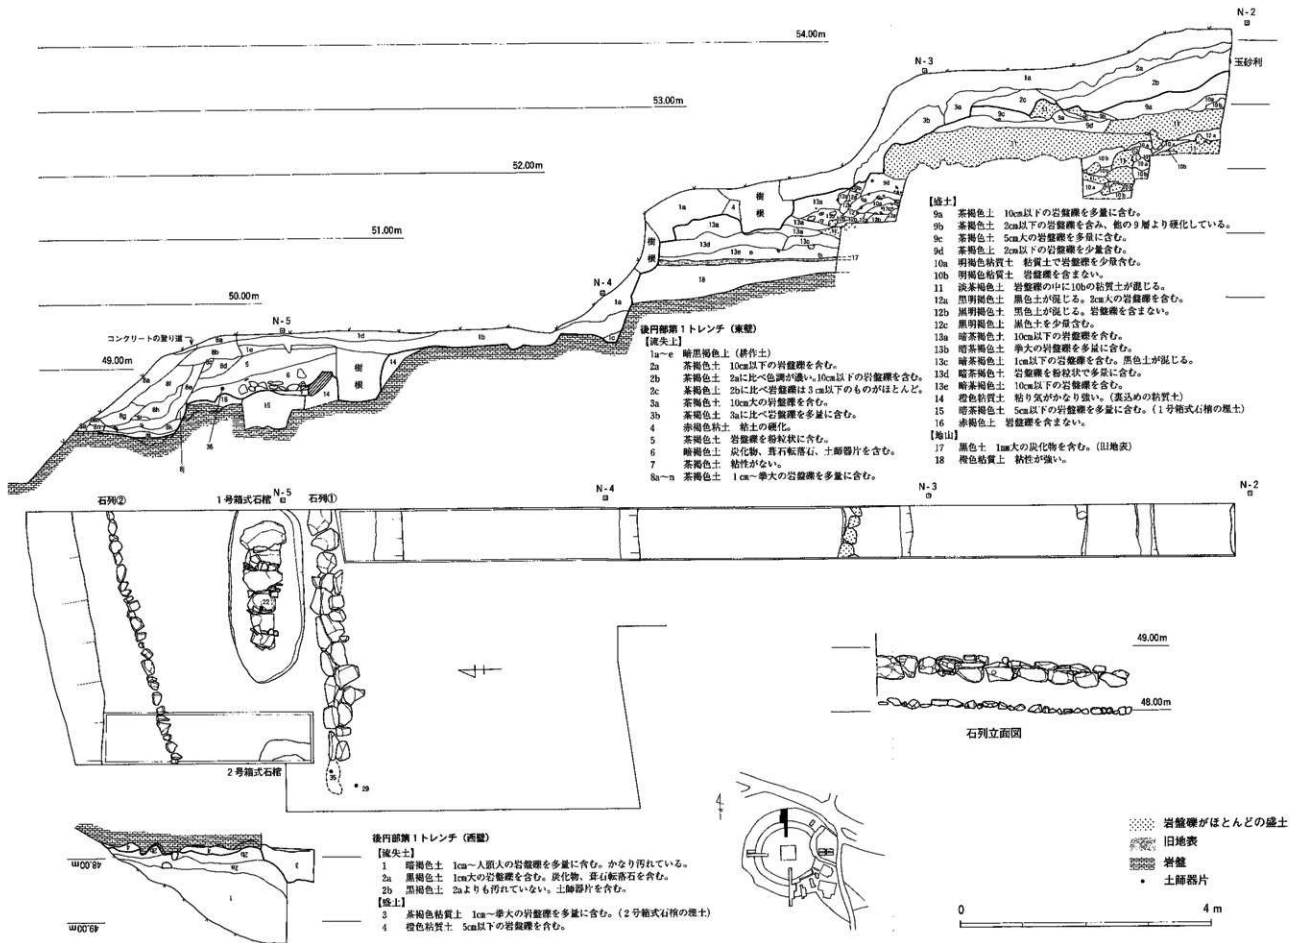 N-2
54.00m
N-3
玉砂利
53.00m
52.00m
51.00m
樹根
樹根
N-4
50.00m
N-5
コンクリートの登り道
49.00m
樹根
後円部第1トレンチ（東壁）
【流失土】
1a～e 暗黒褐色土（耕作土）
2a 茶褐色土 10cm以下の岩盤礫を含む。
2b 茶褐色土 2aに比べ色調が濃い。10cm以下の岩盤礫を含む。
2c 茶褐色土 2bに比べ岩盤礫は3cm以下のものがほとんど。
3a 茶褐色土 10cm大の岩盤礫を含む。
3b 茶褐色土 3aに比べ岩盤礫を多量に含む。
4 赤褐色粘土 粘土の硬化。
5 茶褐色土 岩盤礫を粉粒状に含む。
6 暗褐色土 炭化物、葺石転落石、土師器片を含む。
7 茶褐色土 粘性がない。
8a～n 茶褐色土 1cm～拳大の岩盤礫を多量に含む。
【盛土】
9a 茶褐色土 10cm以下の岩盤礫を多量に含む。
9b 茶褐色土 2cm以下の岩盤礫を含み、他の9層より硬化している。
9c 茶褐色土 5cm大の岩盤礫を多量に含む。
9d 茶褐色土 2cm以下の岩盤礫を少量含む。
10a 明褐色粘質土 粘質土で岩盤礫を少量含む。
10b 明褐色粘質土 岩盤礫を含まない。
11 淡茶褐色土 岩盤礫の中に10bの粘質土が混じる。
12a 黒明褐色土 黒色土が混じる。2cm大の岩盤礫を含む。
12b 黒明褐色土 黒色土が混じる。岩盤礫を含まない。
12c 黒明褐色土 黒色土を少量含む。
13a 暗茶褐色土 10cm以下の岩盤礫を含む。
13b 暗茶褐色土 拳大の岩盤礫を多量に含む。
13c 暗茶褐色土 1cm以下の岩盤礫を含む。黒色土が混じる。
13d 暗茶褐色土 岩盤礫を粉粒状で多量に含む。
13e 暗茶褐色土 10cm以下の岩盤礫を含む。
14 橙色粘質土 粘り気がかなり強い。（裏込めの粘質土）
15 暗茶褐色土 5cm以下の岩盤礫を多量に含む。（1号箱式石棺の埋土）
16 赤褐色土 岩盤礫を含まない。
【地山】
17 黒色土 1mm大の炭化物を含む。（旧地表）
18 橙色粘質土 粘性が強い。
石列②
1号箱式石棺
N-5
石列①
N-4
N-3
N-2
22
35
29
2号箱式石棺
49.00m
48.00m
石列立面図
48.00m
49.00m
後円部第1トレンチ（西壁）
【流失土】
1 暗褐色土 1cm～人頭大の岩盤礫を多量に含む。かなり汚れている。
2a 黒褐色土 1cm大の岩盤礫を含む。炭化物、葺石転落石を含む。
2b 黒褐色土 2aよりも汚れていない。土師器片を含む。
【盛土】
3 茶褐色粘質土 1cm～拳大の岩盤礫を多量に含む。（2号箱式石棺の埋土）
4 橙色粘質土 5cm以下の岩盤礫を含む。
岩盤礫がほとんどの盛土
旧地表
岩盤
土師器片
0 4 m